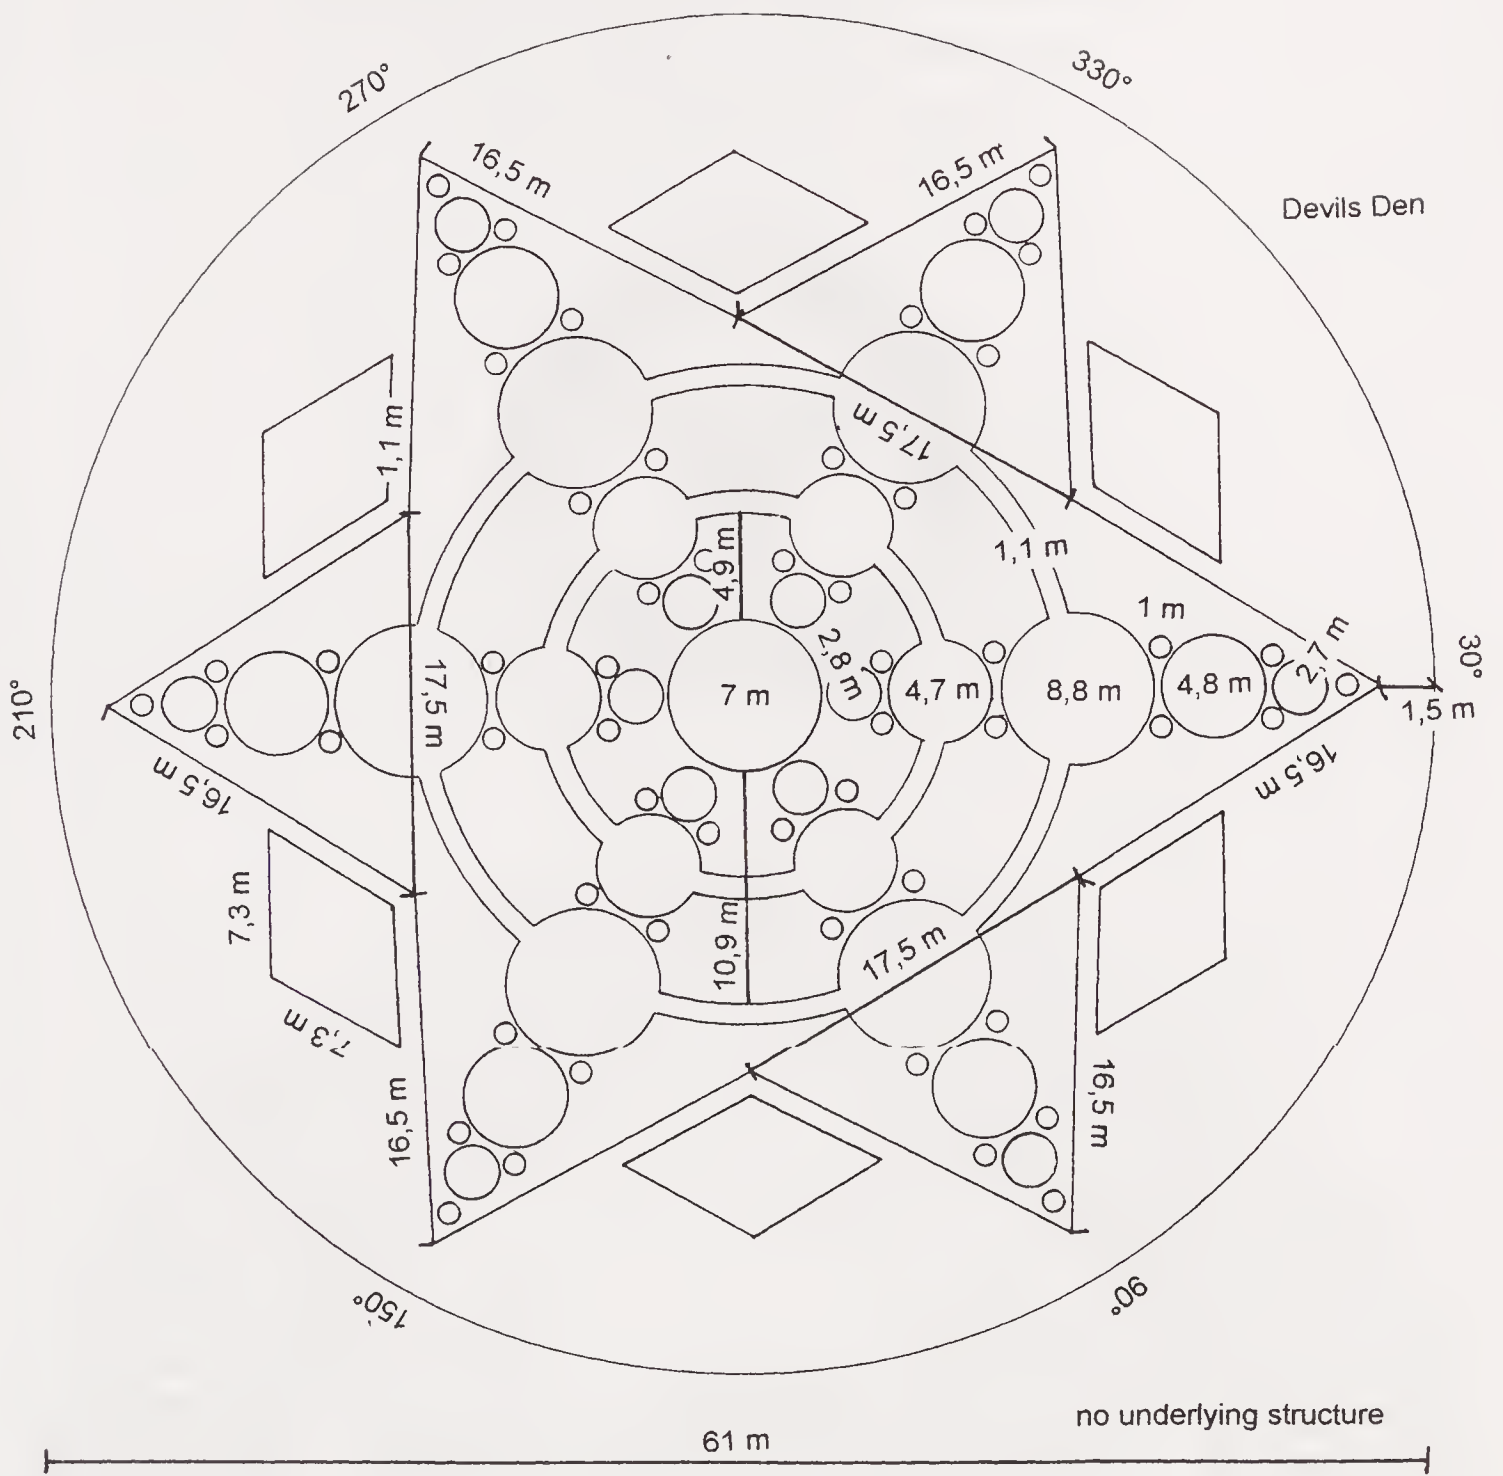 330°
270°
16,5 m
16,5 m
Devils Den
1,1 m
17,5 m
4,9 m
1,1 m
1 m
2,7 m
2,8 m
30°
210°
17,5 m
7 m
4,7 m
8,8 m
4,8 m
1,5 m
16,5 m
16,5 m
7,3 m
10,9 m
17,5 m
7,3 m
16,5 m
16,5 m
150°
90°
no underlying structure
61 m